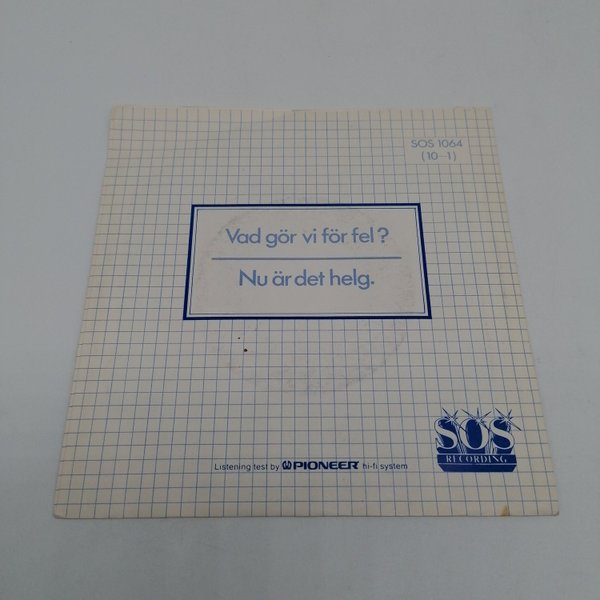 SOS 1064
(10-1)
Vad gör vi för fel?
Nu är det helg.
SOS
RECORDING
Listening test by PIONEER hi-fi system